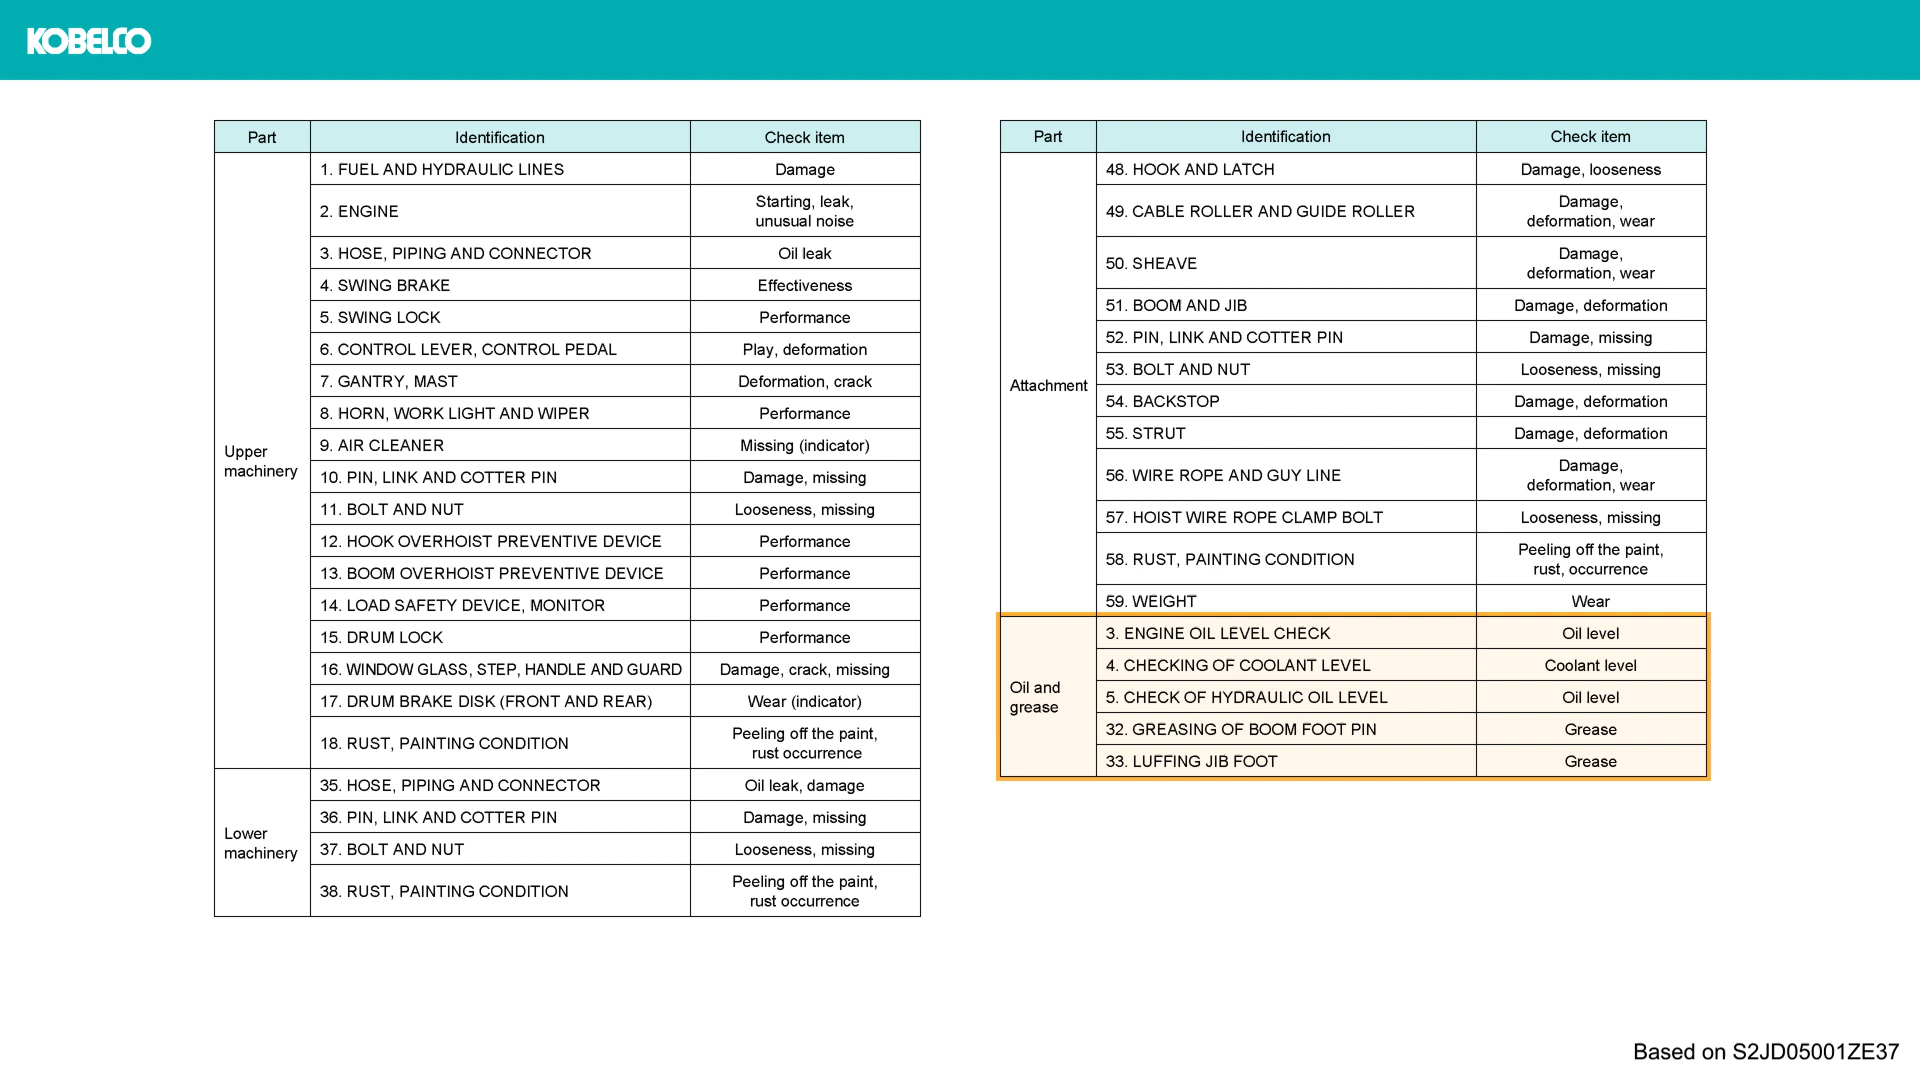 KOBELCO
Part Identification Check item
Upper machinery
1. FUEL AND HYDRAULIC LINES Damage
2. ENGINE Starting, leak, unusual noise
3. HOSE, PIPING AND CONNECTOR Oil leak
4. SWING BRAKE Effectiveness
5. SWING LOCK Performance
6. CONTROL LEVER, CONTROL PEDAL Play, deformation
7. GANTRY, MAST Deformation, crack
8. HORN, WORK LIGHT AND WIPER Performance
9. AIR CLEANER Missing (indicator)
10. PIN, LINK AND COTTER PIN Damage, missing
11. BOLT AND NUT Looseness, missing
12. HOOK OVERHOIST PREVENTIVE DEVICE Performance
13. BOOM OVERHOIST PREVENTIVE DEVICE Performance
14. LOAD SAFETY DEVICE, MONITOR Performance
15. DRUM LOCK Performance
16. WINDOW GLASS, STEP, HANDLE AND GUARD Damage, crack, missing
17. DRUM BRAKE DISK (FRONT AND REAR) Wear (indicator)
18. RUST, PAINTING CONDITION Peeling off the paint, rust occurrence
Lower machinery
35. HOSE, PIPING AND CONNECTOR Oil leak, damage
36. PIN, LINK AND COTTER PIN Damage, missing
37. BOLT AND NUT Looseness, missing
38. RUST, PAINTING CONDITION Peeling off the paint, rust occurrence
Part Identification Check item
Attachment
48. HOOK AND LATCH Damage, looseness
49. CABLE ROLLER AND GUIDE ROLLER Damage, deformation, wear
50. SHEAVE Damage, deformation, wear
51. BOOM AND JIB Damage, deformation
52. PIN, LINK AND COTTER PIN Damage, missing
53. BOLT AND NUT Looseness, missing
54. BACKSTOP Damage, deformation
55. STRUT Damage, deformation
56. WIRE ROPE AND GUY LINE Damage, deformation, wear
57. HOIST WIRE ROPE CLAMP BOLT Looseness, missing
58. RUST, PAINTING CONDITION Peeling off the paint, rust, occurrence
59. WEIGHT Wear
Oil and grease
3. ENGINE OIL LEVEL CHECK Oil level
4. CHECKING OF COOLANT LEVEL Coolant level
5. CHECK OF HYDRAULIC OIL LEVEL Oil level
32. GREASING OF BOOM FOOT PIN Grease
33. LUFFING JIB FOOT Grease
Based on S2JD05001ZE37